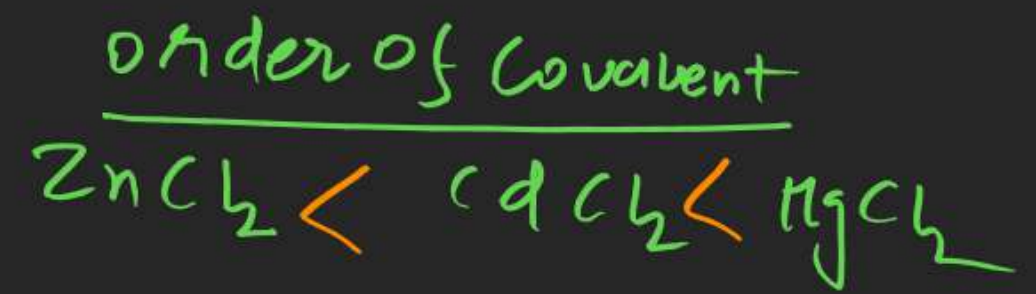 order of Covalent
ZnCl₂ < CdCl₂ < HgCl₂